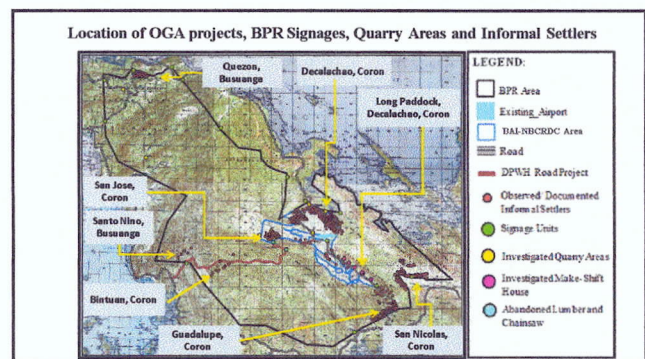 Location of OGA projects, BPR Signages, Quarry Areas and Informal Settlers
Quezon,
Busuanga
Decalachao, Coron
Long Paddock,
Decalachao, Coron
San Jose,
Coron
Santo Nino,
Busuanga
Bintuan, Coron
Guadalupe,
Coron
San Nicolas,
Coron
LEGEND:
BPR Area
Existing_Airport
BAI-NBCRDC Area
Road
DPWH Road Project
Observed/ Documented
Informal Settlers
Signage Units
Investigated Quarry Areas
Investigated Make-Shift
House
Abandoned Lumber and
Chainsaw